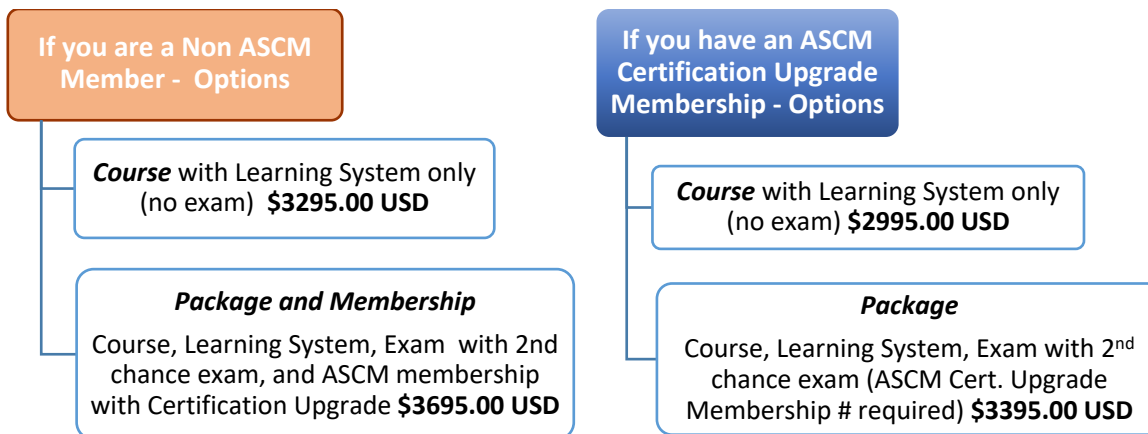 If you are a Non ASCM
Member - Options
Course with Learning System only
(no exam) $3295.00 USD
Package and Membership
Course, Learning System, Exam with 2nd
chance exam, and ASCM membership
with Certification Upgrade $3695.00 USD
If you have an ASCM
Certification Upgrade
Membership - Options
Course with Learning System only
(no exam) $2995.00 USD
Package
Course, Learning System, Exam with 2nd
chance exam (ASCM Cert. Upgrade
Membership # required) $3395.00 USD